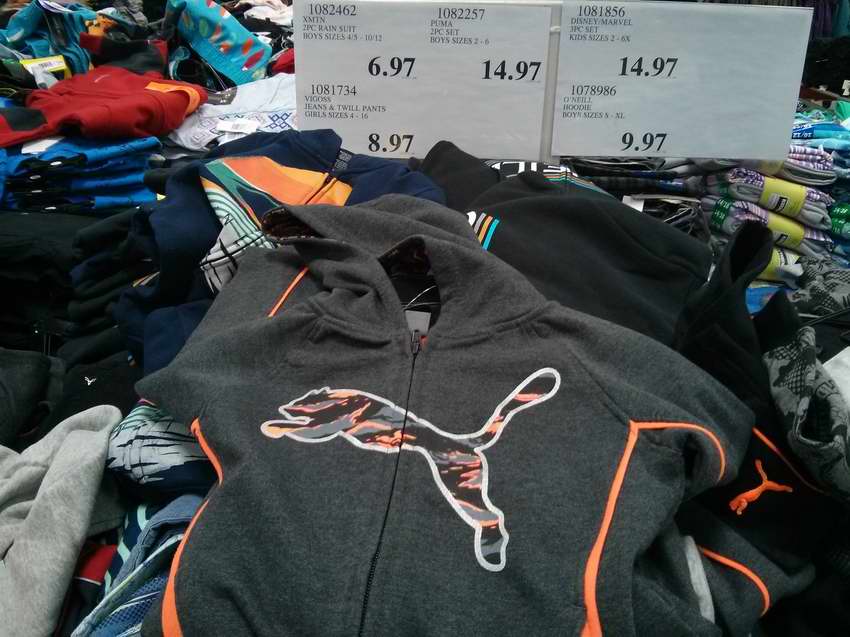 1082462
XMTN
2PC RAIN SUIT
BOYS SIZES 4/5 - 10/12
6.97
1082257
PUMA
2PC SET
BOYS SIZES 2 - 6
14.97
1081734
VIGOSS
JEANS & TWILL PANTS
GIRLS SIZES 4 - 16
8.97
1081856
DISNEY/MARVEL
3PC SET
KIDS SIZES 2 - 6X
14.97
1078986
O'NEILL
HOODIE
BOYS SIZES S - XL
9.97